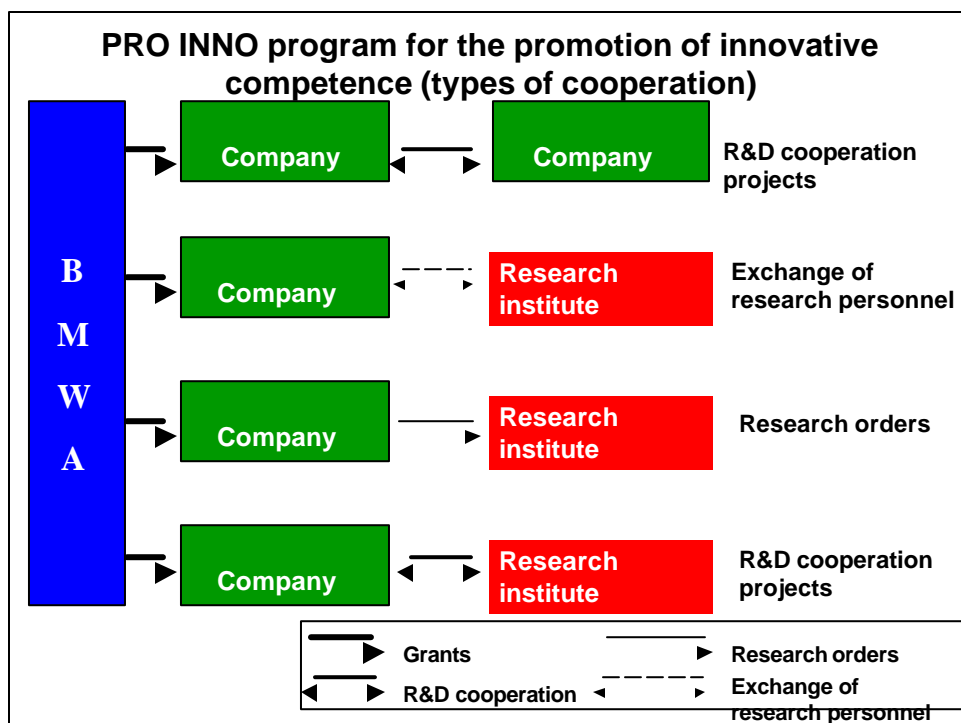 PRO INNO program for the promotion of innovative
competence (types of cooperation)
B
M
W
A
Company
Company
R&D cooperation
projects
Company
Research
institute
Exchange of
research personnel
Company
Research
institute
Research orders
Company
Research
institute
R&D cooperation
projects
Grants
Research orders
R&D cooperation
Exchange of
research personnel